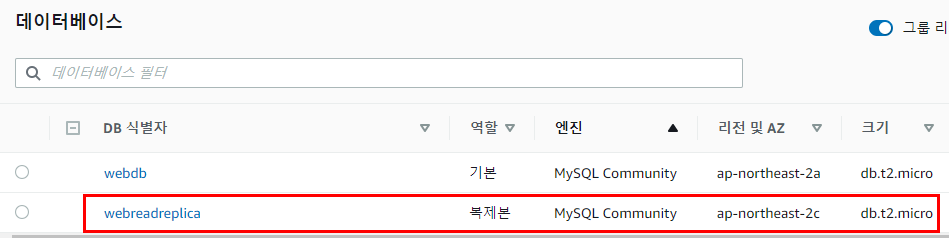 데이터베이스
그룹 리
데이터베이스 필터
DB 식별자 역할 엔진 리전 및 AZ 크기
webdb 기본 MySQL Community ap-northeast-2a db.t2.micro
webreadreplica 복제본 MySQL Community ap-northeast-2c db.t2.micro